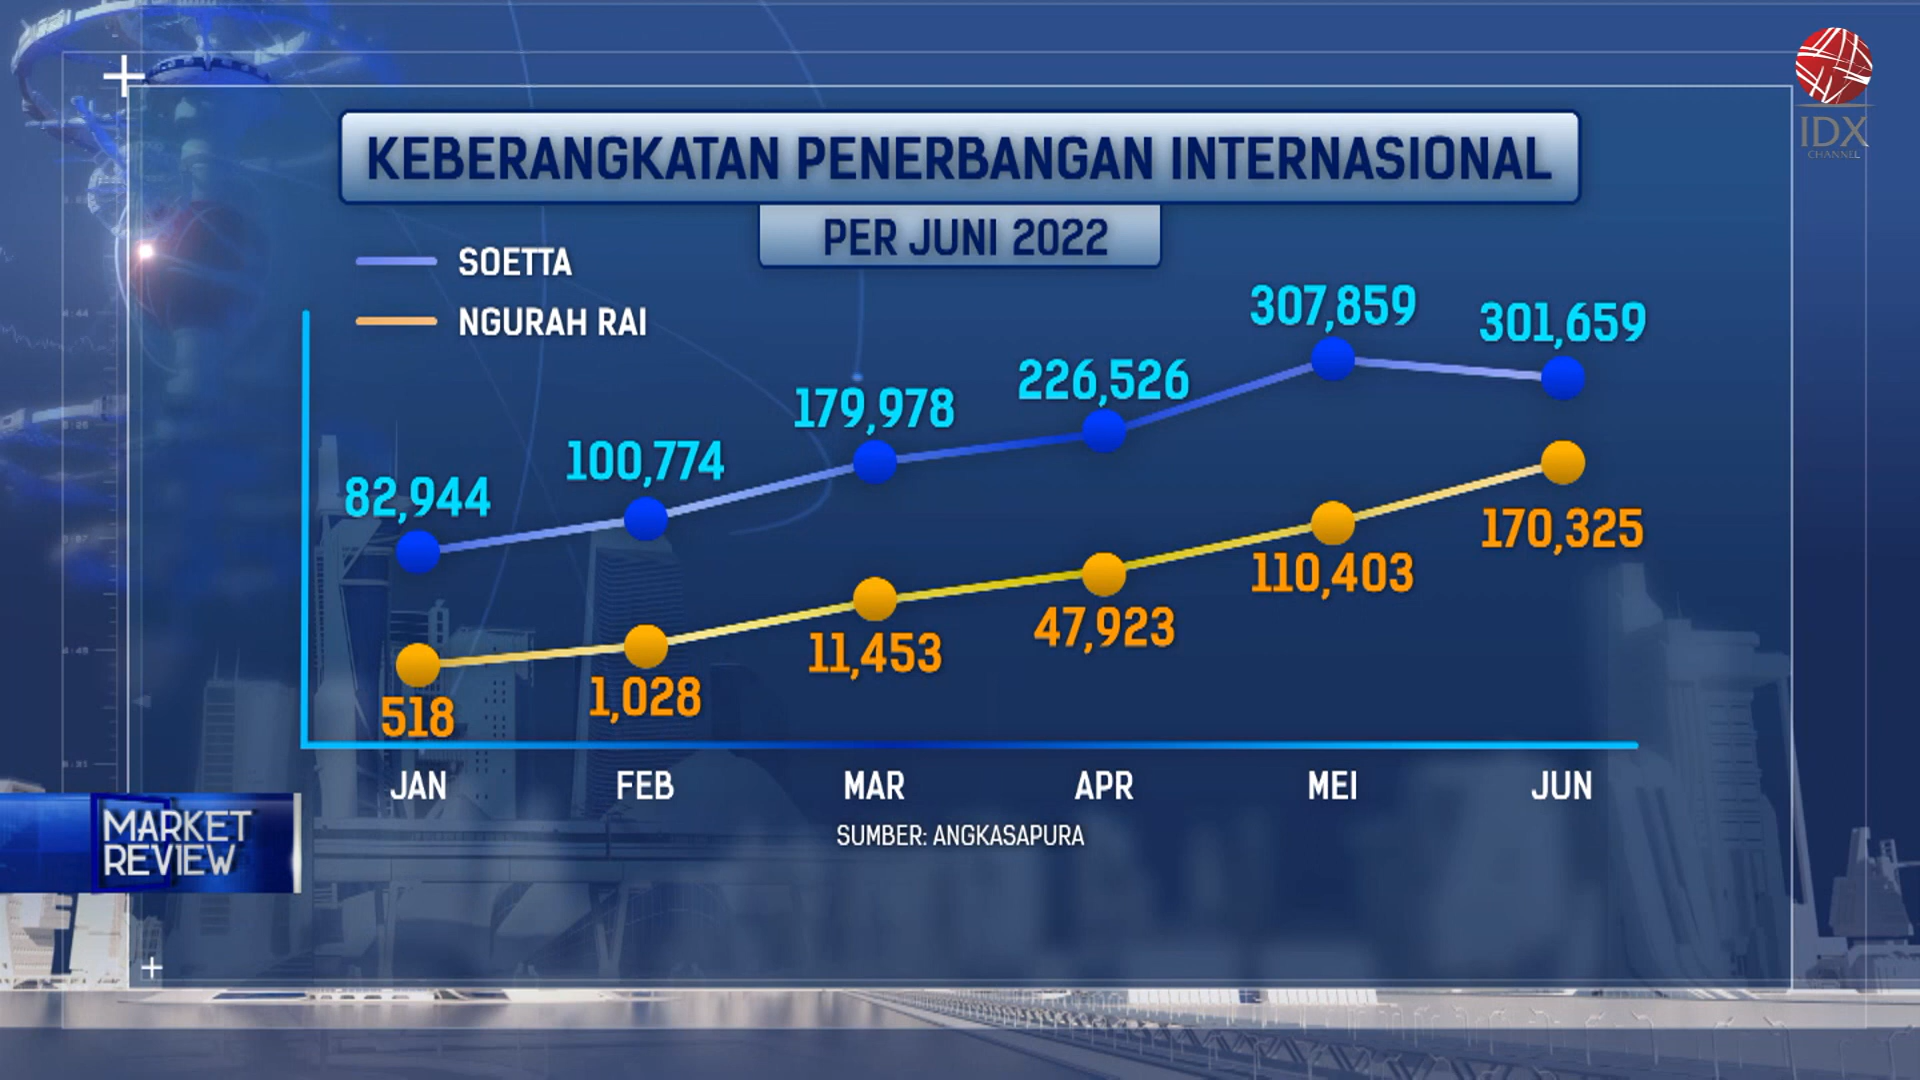 IDX
CHANNEL
KEBERANGKATAN PENERBANGAN INTERNASIONAL
PER JUNI 2022
SOETTA
NGURAH RAI
307,859
301,659
226,526
179,978
100,774
82,944
170,325
110,403
47,923
11,453
1,028
518
JAN FEB MAR APR MEI JUN
SUMBER: ANGKASAPURA
MARKET
REVIEW